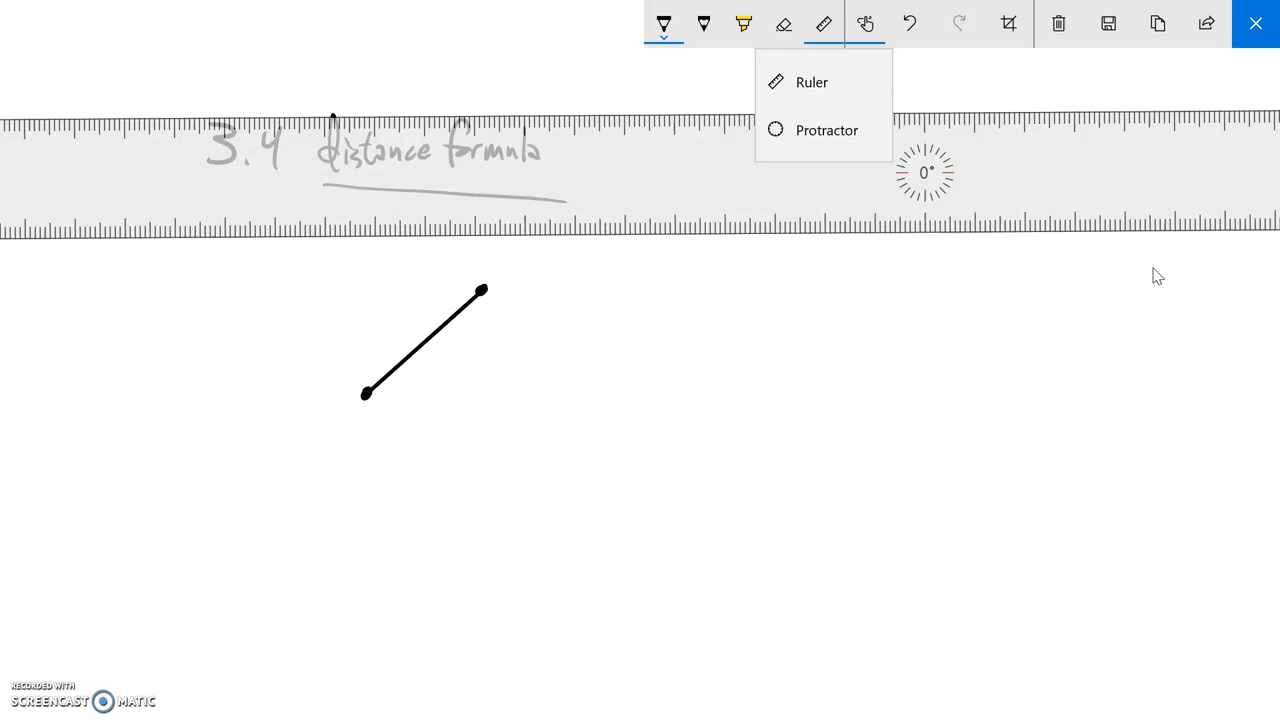 Ruler
Protractor
3.4 distance formula
0°
RECORDED WITH
SCREENCAST MATIC